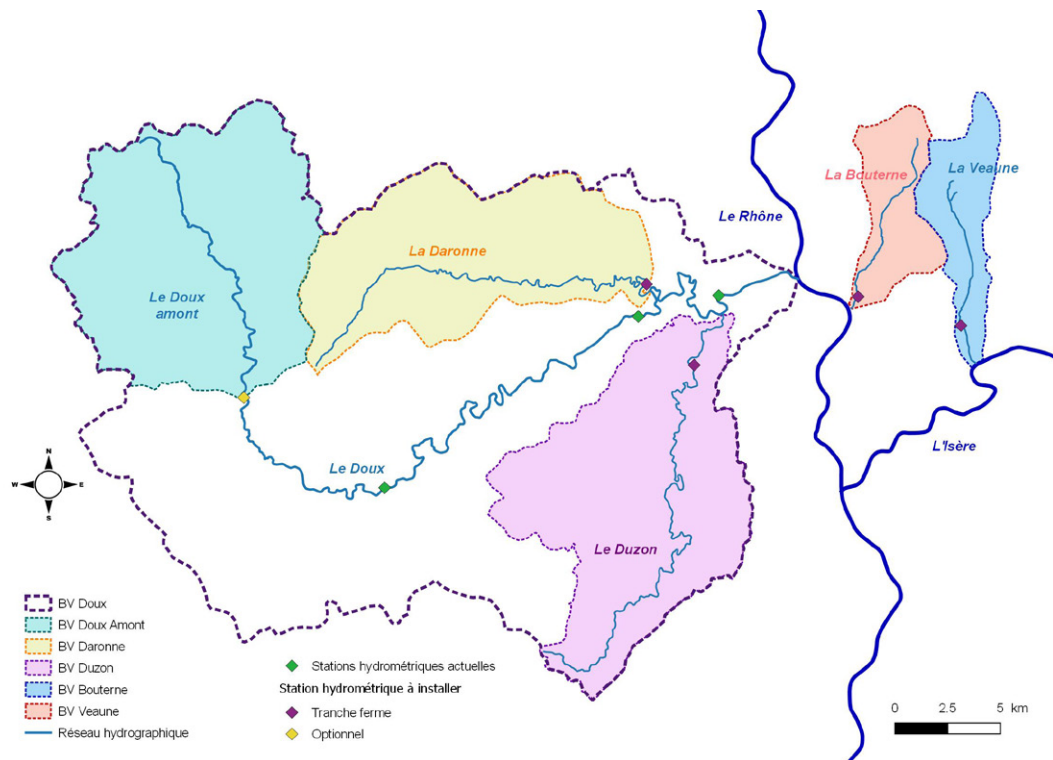 La Bouterne
La Veaune
Le Rhône
La Daronne
Le Doux
amont
L'Isère
Le Doux
N
W
E
S
Le Duzon
BV Doux
BV Doux Amont
BV Daronne
BV Duzon
BV Bouterne
BV Veaune
Réseau hydrographique
Stations hydrométriques actuelles
Station hydrométrique à installer
Tranche ferme
Optionnel
0 2.5 5 km